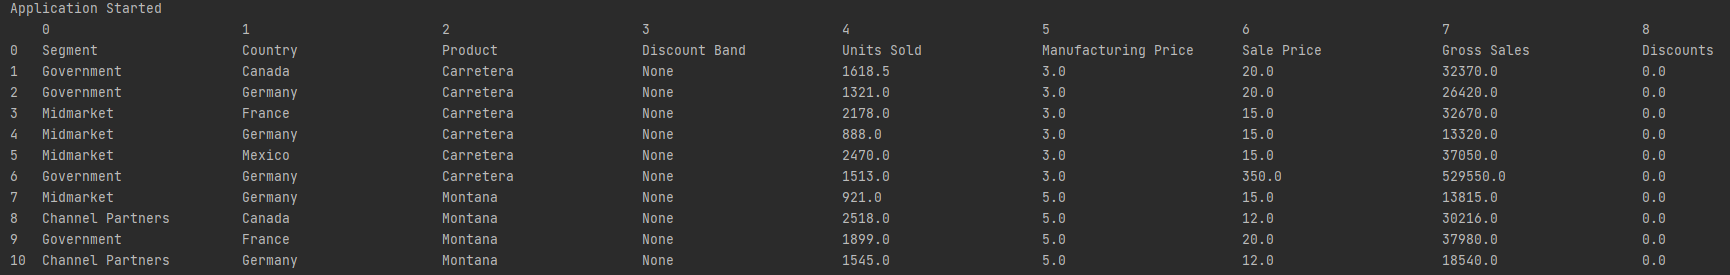 Application Started
0 1 2 3 4 5 6 7 8
0 Segment Country Product Discount Band Units Sold Manufacturing Price Sale Price Gross Sales Discounts
1 Government Canada Carretera None 1618.5 3.0 20.0 32370.0 0.0
2 Government Germany Carretera None 1321.0 3.0 20.0 26420.0 0.0
3 Midmarket France Carretera None 2178.0 3.0 15.0 32670.0 0.0
4 Midmarket Germany Carretera None 888.0 3.0 15.0 13320.0 0.0
5 Midmarket Mexico Carretera None 2470.0 3.0 15.0 37050.0 0.0
6 Government Germany Carretera None 1513.0 3.0 350.0 529550.0 0.0
7 Midmarket Germany Montana None 921.0 5.0 15.0 13815.0 0.0
8 Channel Partners Canada Montana None 2518.0 5.0 12.0 30216.0 0.0
9 Government France Montana None 1899.0 5.0 20.0 37980.0 0.0
10 Channel Partners Germany Montana None 1545.0 5.0 12.0 18540.0 0.0